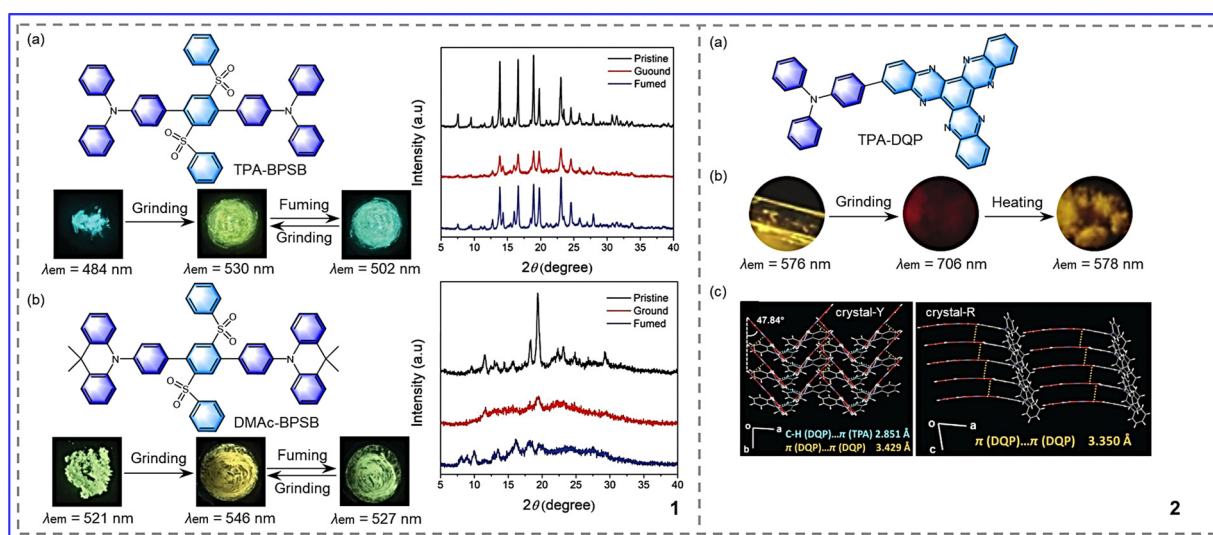 (a)
O
S
O
N
N
O
S
O
TPA-BPSB
Grinding
Fuming
Grinding
λem = 484 nm
λem = 530 nm
λem = 502 nm
Intensity (a.u)
Pristine
Guound
Fumed
5 10 15 20 25 30 35 40
2θ (degree)
(b)
O
S
O
N
N
O
S
O
DMAc-BPSB
Grinding
Fuming
Grinding
λem = 521 nm
λem = 546 nm
λem = 527 nm
Intensity (a.u)
Pristine
Ground
Fumed
5 10 15 20 25 30 35 40
2θ (degree)
1
(a)
N
N
N
N
N
N
N
TPA-DQP
(b)
Grinding
Heating
λem = 576 nm
λem = 706 nm
λem = 578 nm
(c)
47.84°
crystal-Y
o a
b
C-H (DQP)...π (TPA) 2.851 Å
π (DQP)...π (DQP) 3.429 Å
crystal-R
o a
c
π (DQP)...π (DQP) 3.350 Å
2